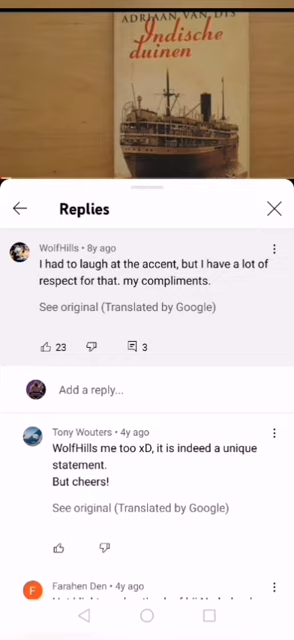 ADRIAAN VAN DIS
Indische
duinen
Replies
WolfHills • 8y ago
I had to laugh at the accent, but I have a lot of
respect for that. my compliments.
See original (Translated by Google)
23
3
Add a reply...
Tony Wouters • 4y ago
WolfHills me too xD, it is indeed a unique
statement.
But cheers!
See original (Translated by Google)
F
Farahen Den • 4y ago